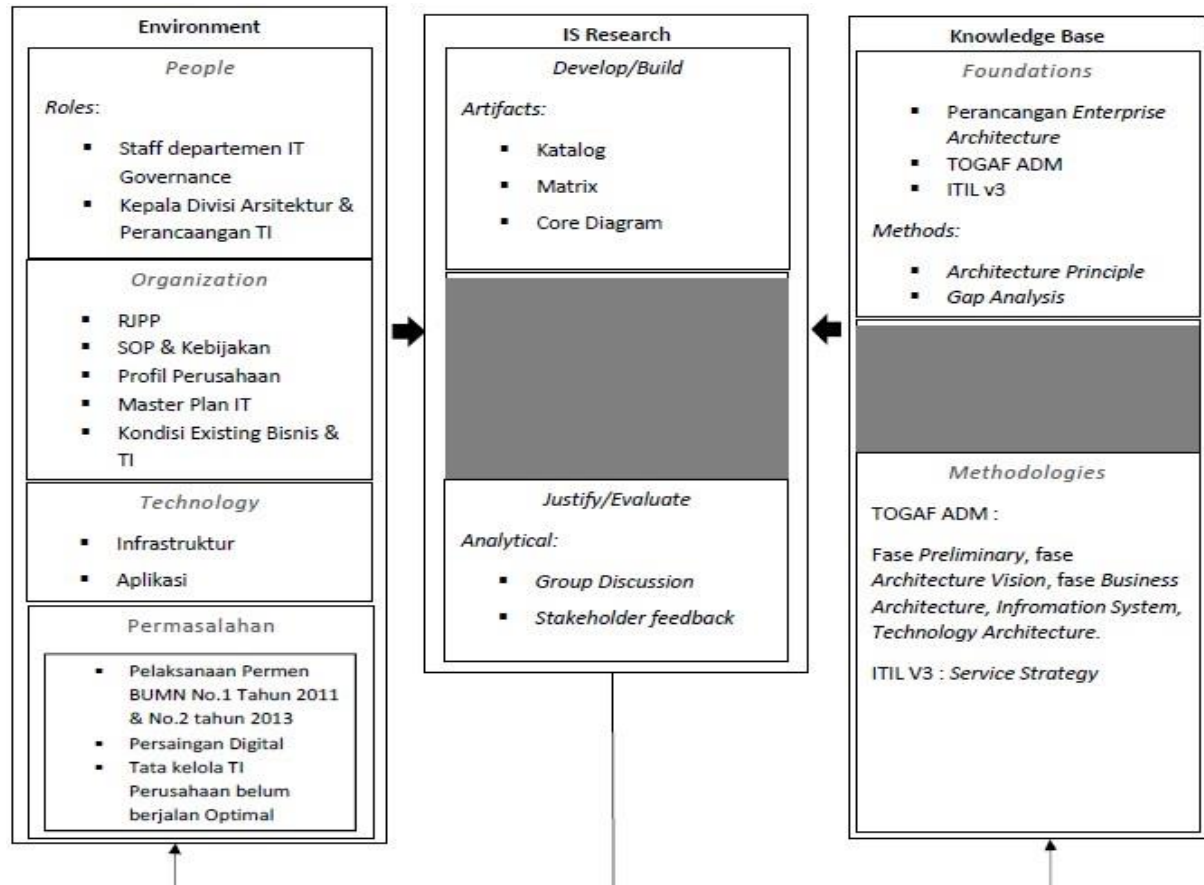 Environment
People
Roles:
▪ Staff departemen IT
Governance
▪ Kepala Divisi Arsitektur &
Perancaangan TI
Organization
▪ RJPP
▪ SOP & Kebijakan
▪ Profil Perusahaan
▪ Master Plan IT
▪ Kondisi Existing Bisnis &
TI
Technology
▪ Infrastruktur
▪ Aplikasi
Permasalahan
▪ Pelaksanaan Permen
BUMN No.1 Tahun 2011
& No.2 tahun 2013
▪ Persaingan Digital
▪ Tata kelola TI
Perusahaan belum
berjalan Optimal
IS Research
Develop/Build
Artifacts:
▪ Katalog
▪ Matrix
▪ Core Diagram
Justify/Evaluate
Analytical:
▪ Group Discussion
▪ Stakeholder feedback
Knowledge Base
Foundations
▪ Perancangan Enterprise
Architecture
▪ TOGAF ADM
▪ ITIL v3
Methods:
▪ Architecture Principle
▪ Gap Analysis
Methodologies
TOGAF ADM :
Fase Preliminary, fase
Architecture Vision, fase Business
Architecture, Infromation System,
Technology Architecture.
ITIL V3 : Service Strategy